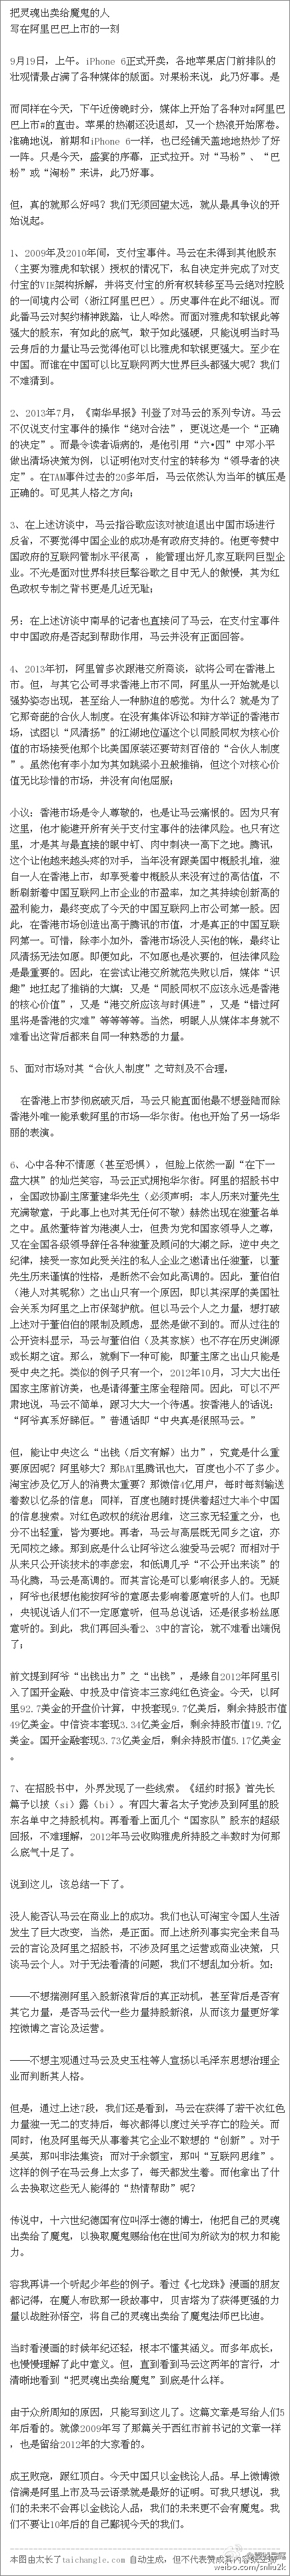 把灵魂出卖给魔鬼的人
写在阿里巴巴上市的一刻
9月19日，上午。iPhone 6正式开卖，各地苹果店门前排队的
壮观情景占满了各种媒体的版面。对果粉来说，此乃好事。是
而同样在今天，下午近傍晚时分，媒体上开始了各种对#阿里巴
巴上市#的直击。苹果的热潮还没退却，又一个热浪开始席卷。
准确地说，前期和iPhone 6一样，也已经铺天盖地地热炒了好
一阵。只是今天，盛宴的序幕，正式拉开。对“马粉”、“巴
粉”或“淘粉”来讲，此乃好事。
但，真的就那么好吗？我们无须回望太远，就从最具争议的开
始说起。
1、2009年及2010年间，支付宝事件。马云在未得到其他股东
（主要为雅虎和软银）授权的情况下，私自决定并完成了对支
付宝的VIE架构拆解，并将支付宝的所有权转移至马云绝对控股
的一间境内公司（浙江阿里巴巴）。历史事件在此不细说。而
此番马云对契约精神践踏，让人哗然。而面对雅虎和软银此等
强大的股东，有如此的底气，敢于如此强硬，只能说明当时马
云身后的力量让马云觉得他可以比雅虎和软银更强大。至少在
中国。而谁在中国可以比互联网两大世界巨头都强大呢？我们
不难猜到。
2、2013年7月，《南华早报》刊登了对马云的系列专访。马云
不仅说支付宝事件的操作“绝对合法”，更说这是一个“正确
的决定”。而最令读者诟病的，是他引用“六•四”中邓小平
做出清场决策为例，以证明他对支付宝的转移为“领导者的决
定”。在TAM事件过去的20多年后，马云依然认为当年的镇压是
正确的。可见其人格之方向；
3、在上述访谈中，马云指谷歌应该对被迫退出中国市场进行
反省，不要觉得中国企业的成功是有政府支持的。他更夸赞中
国政府的互联网管制水平很高，能管理出好几家互联网巨型企
业。不光是面对世界科技巨擘谷歌之目中无人的傲慢，其为红
色政权专制之背书更是几近无耻；
另：在上述访谈中南早的记者也直接问了马云，在支付宝事件
中中国政府是否起到帮助作用，马云并没有正面回答。
4、2013年初，阿里曾多次跟港交所商谈，欲将公司在香港上
市。但，与其它公司寻求香港上市不同，阿里从一开始就是以
强势姿态出现，甚至给人一种胁迫的感觉。为什么？就是为了
它那奇葩的合伙人制度。在没有集体诉讼和辩方举证的香港市
场，试图以“风清扬”的江湖地位逼这个以同股同权为核心价
值的市场接受他那个比美国原装还要苛刻百倍的“合伙人制度
”。虽然他有李小加为其如跳梁小丑般推销，但这个对核心价
值无比珍惜的市场，并没有向他屈服；
小议：香港市场是令人尊敬的，也是让马云痛恨的。因为只有
这里，他才能避开所有关于支付宝事件的法律风险。也只有这
里，才是其与最直接的眼中钉、肉中刺决一高下之地。腾讯，
这个让他越来越头疼的对手，当年没有跟美国中概股扎堆，独
自一人在香港上市，却享受着中概股从来没有过的高估值，不
断刷新着中国互联网上市企业的市盈率，加之其持续创新高的
盈利能力，最终变成了今天的中国互联网上市公司第一股。因
此，在香港市场创造出高于腾讯的市值，才是真正的中国互联
网第一。可惜，除李小加外，香港市场没人买他的帐，最终让
风清扬无法如愿。即便如此，不如愿也是次要的，但法律风险
是最重要的。因此，在尝试让港交所就范失败以后，媒体“识
趣”地扛起了推销的大旗：又是“同股同权不应该永远是香港
的核心价值”，又是“港交所应该与时俱进”，又是“错过阿
里将是香港的灾难”等等等等。当然，明眼人从媒体本身就不
难看出这背后都来自同一种熟悉的力量。
5、面对市场对其“合伙人制度”之苛刻及不合理，
在香港上市梦彻底破灭后，马云只能直面他最不想登陆而除
香港外唯一能承载阿里的市场—华尔街。他也开始了另一场华
丽的表演。
6、心中各种不情愿（甚至恐惧），但脸上依然一副“在下一
盘大棋”的灿烂笑容，马云正式拥抱华尔街。阿里的招股书中
，全国政协副主席董建华先生（必须声明：本人历来对董先生
充满敬意，于此事上也对其无任何不敬）赫然出现在独董名单
之中。虽然董特首为港澳人士，但贵为党和国家领导人之尊，
又在全国各级领导辞任各种独董及顾问的大潮之际，逆中央之
纪律，接受一家如此受关注的私人企业之邀请出任独董，以董
先生历来谨慎的性格，是断然不会如此高调的。因此，董伯伯
（港人对其昵称）之出山只有一个原因，即以其深厚的美国社
会关系为阿里之上市保驾护航。但以马云个人之力量，想打破
上述对于董伯伯的限制及顾虑，显然是做不到的。而从过往的
公开资料显示，马云与董伯伯（及其家族）也不存在历史渊源
或长期之谊。那么，就剩下一种可能，即董主席之出山只能是
受中央之托。类似的例子只有一个，2012年10月，习大大出任
国家主席前访美，也是请得董主席全程陪同。因此，可以不严
肃地说，马云不简单，跟习大大一个待遇。按香港人的话说：
“阿爷真系好睇佢。”普通话即“中央真是很照马云。”
但，能让中央这么“出钱（后文有解）出力”，究竟是什么重
要原因呢？阿里够大？那BAT里腾讯也大，百度也小不了多少。
淘宝涉及亿万人的消费大重要？那微信4亿用户，每时每刻输送
着数以亿条的信息；同样，百度也随时提供着超过大半个中国
的信息搜索。对红色政权的统治思维，这三家无轻重之分，也
分不出轻重，皆为要地。再者，马云与高层既无同乡之谊，亦
无同校之缘。那到底是什么让阿爷这么独爱马云呢？而相对于
从来只公开谈技术的李彦宏，和低调几乎“不公开出来谈”的
马化腾，马云是高调的。而其言论是可以影响很多人的。无疑
，阿爷也很想他能按阿爷的意愿去影响着愿意听的人们。也即
，央视说话人们不一定愿意听，但马总说话，还是很多粉丝愿
意听的。到此，我们再回头看2、3中的言论，就不难看出端倪
了；
前文提到阿爷“出钱出力”之“出钱”，是缘自2012年阿里引
入了国开金融、中投及中信资本三家纯红色资金。今天，以阿
里92.7美金的开盘价计算，中投套现9.7亿美后，剩余持股市值
49亿美金。中信资本套现3.34亿美金后，剩余持股市值19.7亿
美金。国开金融套现3.73亿美金后，剩余持股市值5.17亿美金
。
7、在招股书中，外界发现了一些线索。《纽约时报》首先长
篇子以披（si）露（bi）。有四大著名太子党涉及到阿里的股
东名单之中的持股机构。再看看上面几个“国家队”股东的超级
回报，不难理解，2012年马云收购雅虎所持股之半数时为何那
么底气十足了。
说到这儿，该总结一下了。
没人能否认马云在商业上的成功。我们也认可淘宝令国人生活
发生了巨大改变，当然，是正面。而上述所列事实完全来自马
云的言论及阿里之招股书，不涉及阿里之运营或商业决策，只
谈马云个人。对于无法看清的问题，我们不想乱加分析。如：
——不想揣测阿里入股新浪背后的真正动机，甚至背后是否有
其它力量，是否马云代一些力量持股新浪，从而该力量更好掌
控微博之言论及运营。
——不想主观通过马云及史玉柱等人宣扬以毛泽东思想治理企
业而判断其人格。
但是，通过上述7段，我们还是看到，马云在获得了若干次红色
力量独一无二的支持后，每次都得以度过关乎存亡的险关。而
同时，他及阿里每天从事着其它企业不敢想的“创新”。对于
吴英，那叫非法集资；而对于余额宝，那叫“互联网思维”。
这样的例子在马云身上太多了，每天都发生着。而他拿出了什
么去换取这些无人能得的“热情帮助”呢？
传说中，十六世纪德国有位叫浮士德的博士，他把自己的灵魂
出卖给了魔鬼，以换取魔鬼赐给他在世间为所欲为的权力和能
力。
容我再讲一个听起少年些的例子。看过《七龙珠》漫画的朋友
都记得，在魔人布欧那一段故事中，贝吉塔为了获得更强的力
量以战胜孙悟空，将自己的灵魂出卖给了魔鬼法师巴比迪。
当时看漫画的时候年纪还轻，根本不懂其涵义。而多年成长，
也慢慢理解了此中意义。但，直到看到马云这两年的言行，才
清晰地看到“把灵魂出卖给魔鬼”到底是什么样。
由于众所周知的原因，只能写到这儿了。这篇文章是写给人们5
年后看的。就像2009年写了那篇关于西红市前书记的文章一样
，也是留给2012年的大家看的。
成王败寇，跟红顶白。今天中国只以金钱论人品。早上微博微
信满是阿里上市及马云语录就是最好的证明。可我只想说，我
们的未来不会再以金钱论人品，我们的未来更不会有魔鬼。我
们不要让10年后的自己鄙视今天的我们。
本图由太长了taichangle.com 自动生成，但不代表赞成其内容或立场
weibo.com/sniu2k